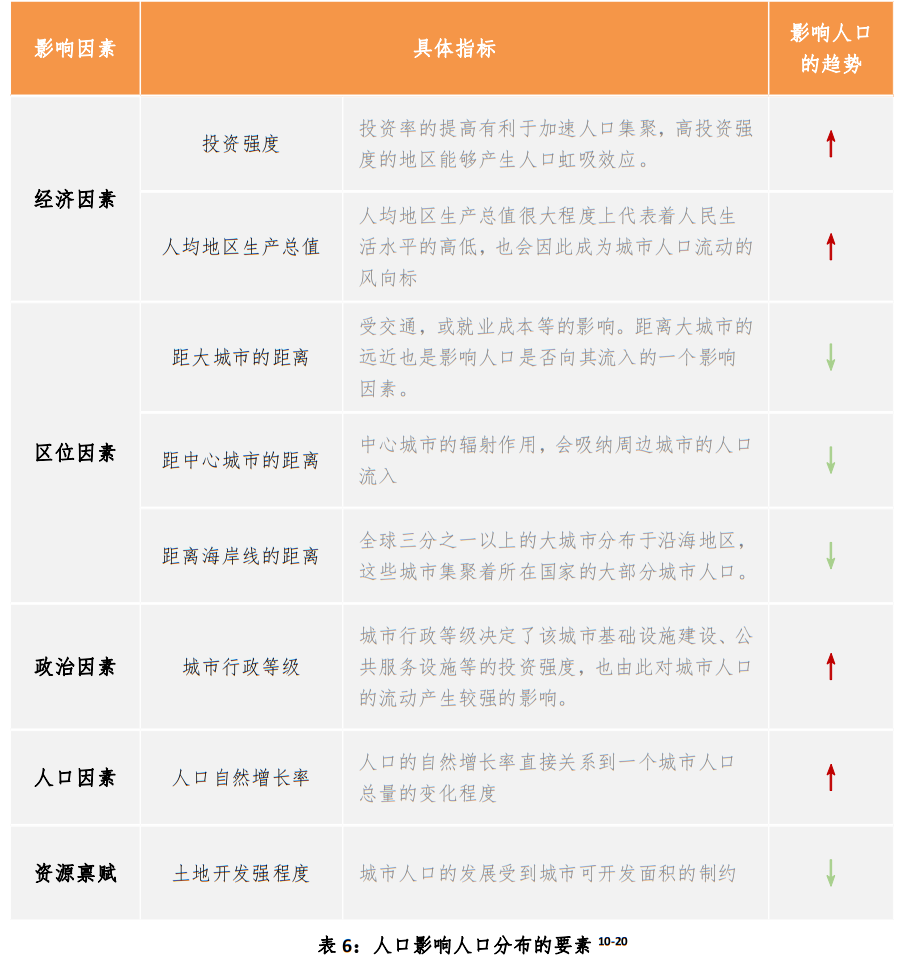 影响因素
具体指标
影响人口
的趋势
经济因素
投资强度
投资率的提高有利于加速人口集聚，高投资强
度的地区能够产生人口虹吸效应。
↑
人均地区生产总值
人均地区生产总值很大程度上代表着人民生
活水平的高低，也会因此成为城市人口流动的
风向标
↑
区位因素
距大城市的距离
受交通，或就业成本等的影响。距离大城市的
远近也是影响人口是否向其流入的一个影响
因素。
↓
距中心城市的距离
中心城市的辐射作用，会吸纳周边城市的人口
流入
↓
距离海岸线的距离
全球三分之一以上的大城市分布于沿海地区，
这些城市集聚着所在国家的大部分城市人口。
↓
政治因素
城市行政等级
城市行政等级决定了该城市基础设施建设、公
共服务设施等的投资强度，也由此对城市人口
的流动产生较强的影响。
↑
人口因素
人口自然增长率
人口的自然增长率直接关系到一个城市人口
总量的变化程度
↑
资源禀赋
土地开发强程度
城市人口的发展受到城市可开发面积的制约
↓
表 6：人口影响人口分布的要素 10-20